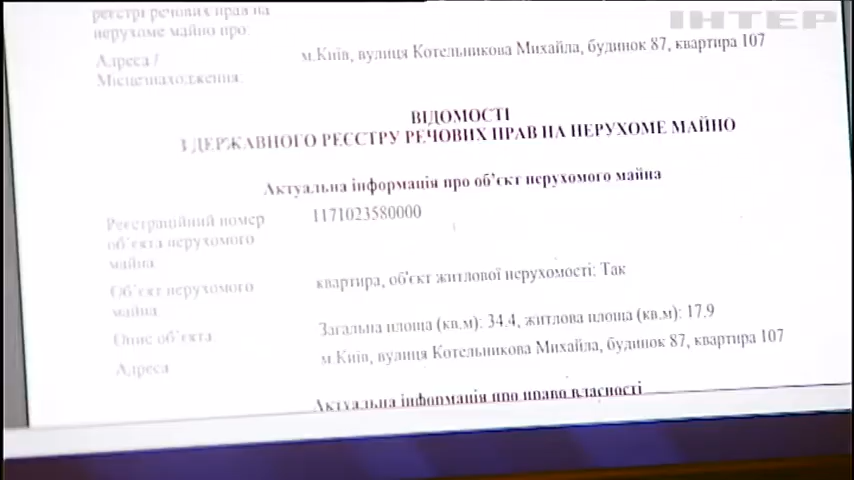 ІНТЕР
реєстрі речових прав на
нерухоме майно про:
Адреса /
Місцезнаходження:
м.Київ, вулиця Котельникова Михайла, будинок 87, квартира 107
ВІДОМОСТІ
З ДЕРЖАВНОГО РЕЄСТРУ РЕЧОВИХ ПРАВ НА НЕРУХОМЕ МАЙНО
Актуальна інформація про об'єкт нерухомого майна
Реєстраційний номер
об'єкта нерухомого
майна:
1171023580000
Об'єкт нерухомого
майна:
квартира, об'єкт житлової нерухомості: Так
Опис об'єкта
Загальна площа (кв.м): 34.4, житлова площа (кв.м): 17.9
Адреса
м.Київ, вулиця Котельникова Михайла, будинок 87, квартира 107
Актуальна інформація про право власності